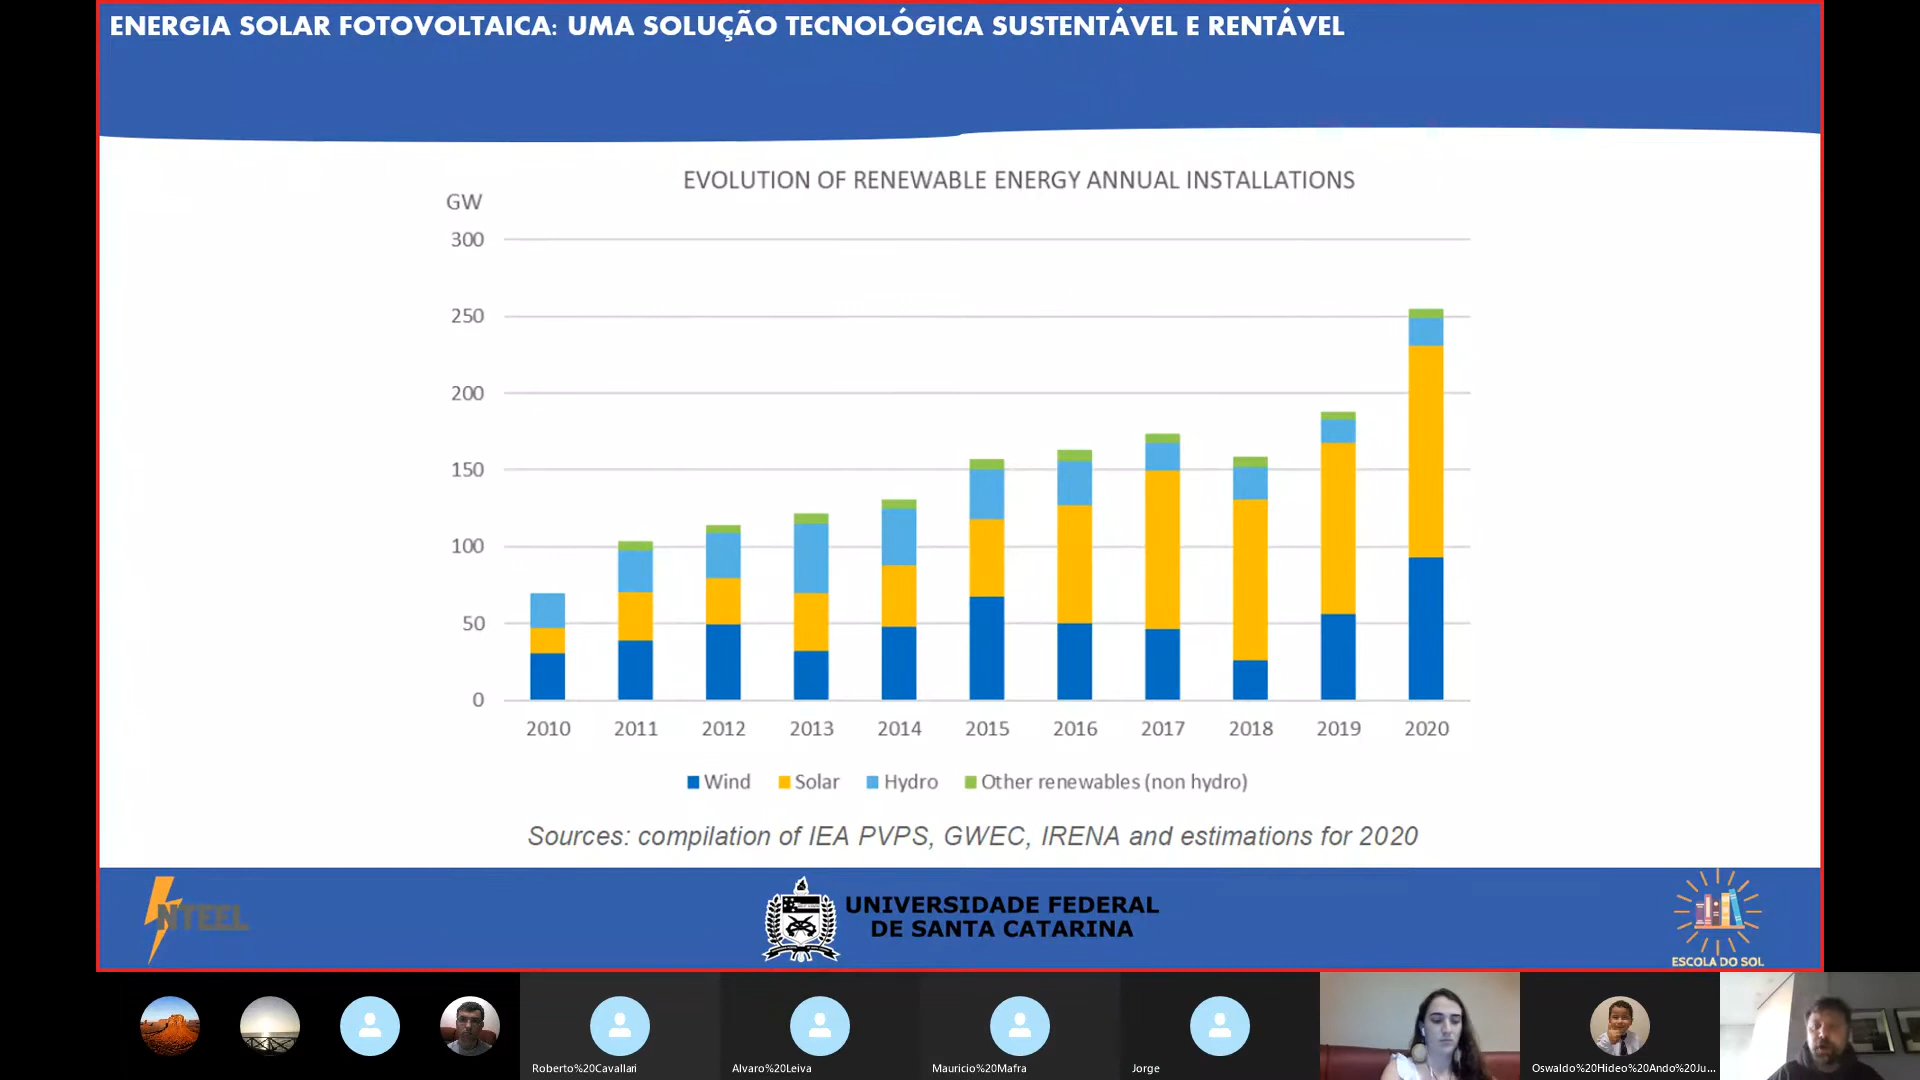 ENERGIA SOLAR FOTOVOLTAICA: UMA SOLUÇÃO TECNOLÓGICA SUSTENTÁVEL E RENTÁVEL
EVOLUTION OF RENEWABLE ENERGY ANNUAL INSTALLATIONS
GW
300
250
200
150
100
50
0
2010 2011 2012 2013 2014 2015 2016 2017 2018 2019 2020
Wind Solar Hydro Other renewables (non hydro)
Sources: compilation of IEA PVPS, GWEC, IRENA and estimations for 2020
NTEEL
UNIVERSIDADE FEDERAL
DE SANTA CATARINA
ESCOLA DO SOL
Roberto%20Cavallari Alvaro%20Leiva Mauricio%20Mafra Jorge Oswaldo%20Hideo%20Ando%20Ju...